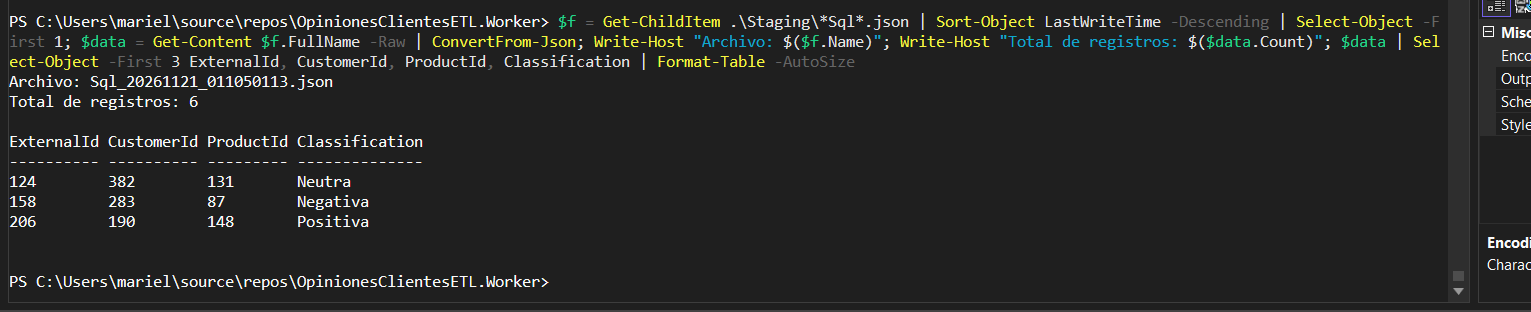 PS C:\Users\mariel\source\repos\OpinionesClientesETL.Worker> $f = Get-ChildItem .\Staging\*Sql*.json | Sort-Object LastWriteTime -Descending | Select-Object -F
irst 1; $data = Get-Content $f.FullName -Raw | ConvertFrom-Json; Write-Host "Archivo: $($f.Name)"; Write-Host "Total de registros: $($data.Count)"; $data | Sel
ect-Object -First 3 ExternalId, CustomerId, ProductId, Classification | Format-Table -AutoSize
Archivo: Sql_20261121_011050113.json
Total de registros: 6
ExternalId CustomerId ProductId Classification
---------- ---------- --------- --------------
124 382 131 Neutra
158 283 87 Negativa
206 190 148 Positiva
PS C:\Users\mariel\source\repos\OpinionesClientesETL.Worker>
Misc
Enco
Outp
Sche
Style
Encodi
Charac